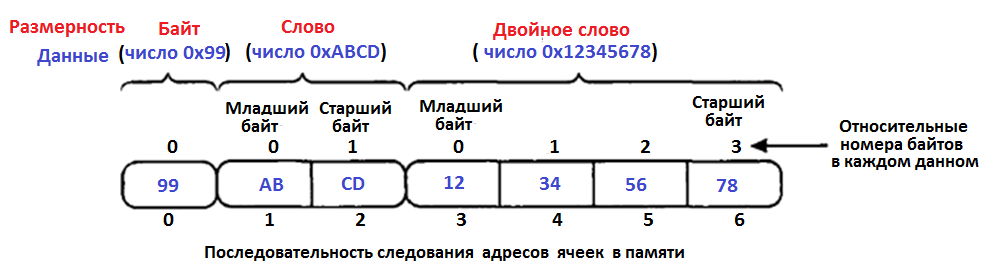 Размерность Байт Слово Двойное слово
Данные (число 0x99) (число 0xABCD) ( число 0x12345678)
Младший байт Старший байт Младший байт Старший байт
0 0 1 0 1 2 3
Относительные номера байтов в каждом данном
99 AB CD 12 34 56 78
0 1 2 3 4 5 6
Последовательность следования адресов ячеек в памяти